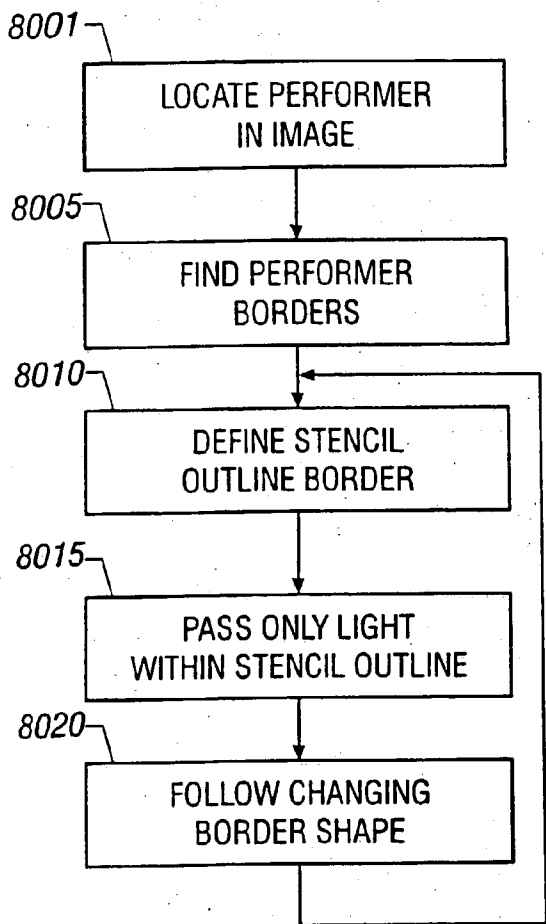 8001
LOCATE PERFORMER
IN IMAGE
8005
FIND PERFORMER
BORDERS
8010
DEFINE STENCIL
OUTLINE BORDER
8015
PASS ONLY LIGHT
WITHIN STENCIL OUTLINE
8020
FOLLOW CHANGING
BORDER SHAPE